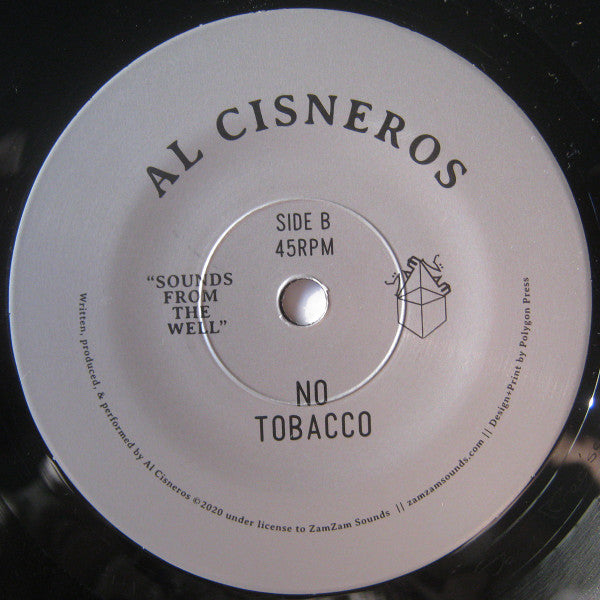 AL CISNEROS
SIDE B
45RPM
“SOUNDS
FROM
THE
WELL”
NO
TOBACCO
Written, produced, & performed by Al Cisneros ©2020 under license to ZamZam Sounds || zamzamsounds.com || Design+Print by Polygon Press